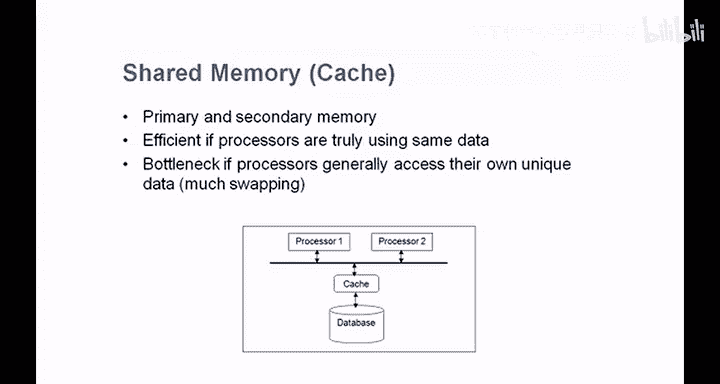 bilibili
Shared Memory (Cache)
• Primary and secondary memory
• Efficient if processors are truly using same data
• Bottleneck if processors generally access their own unique
data (much swapping)
Processor 1
Processor 2
Cache
Database